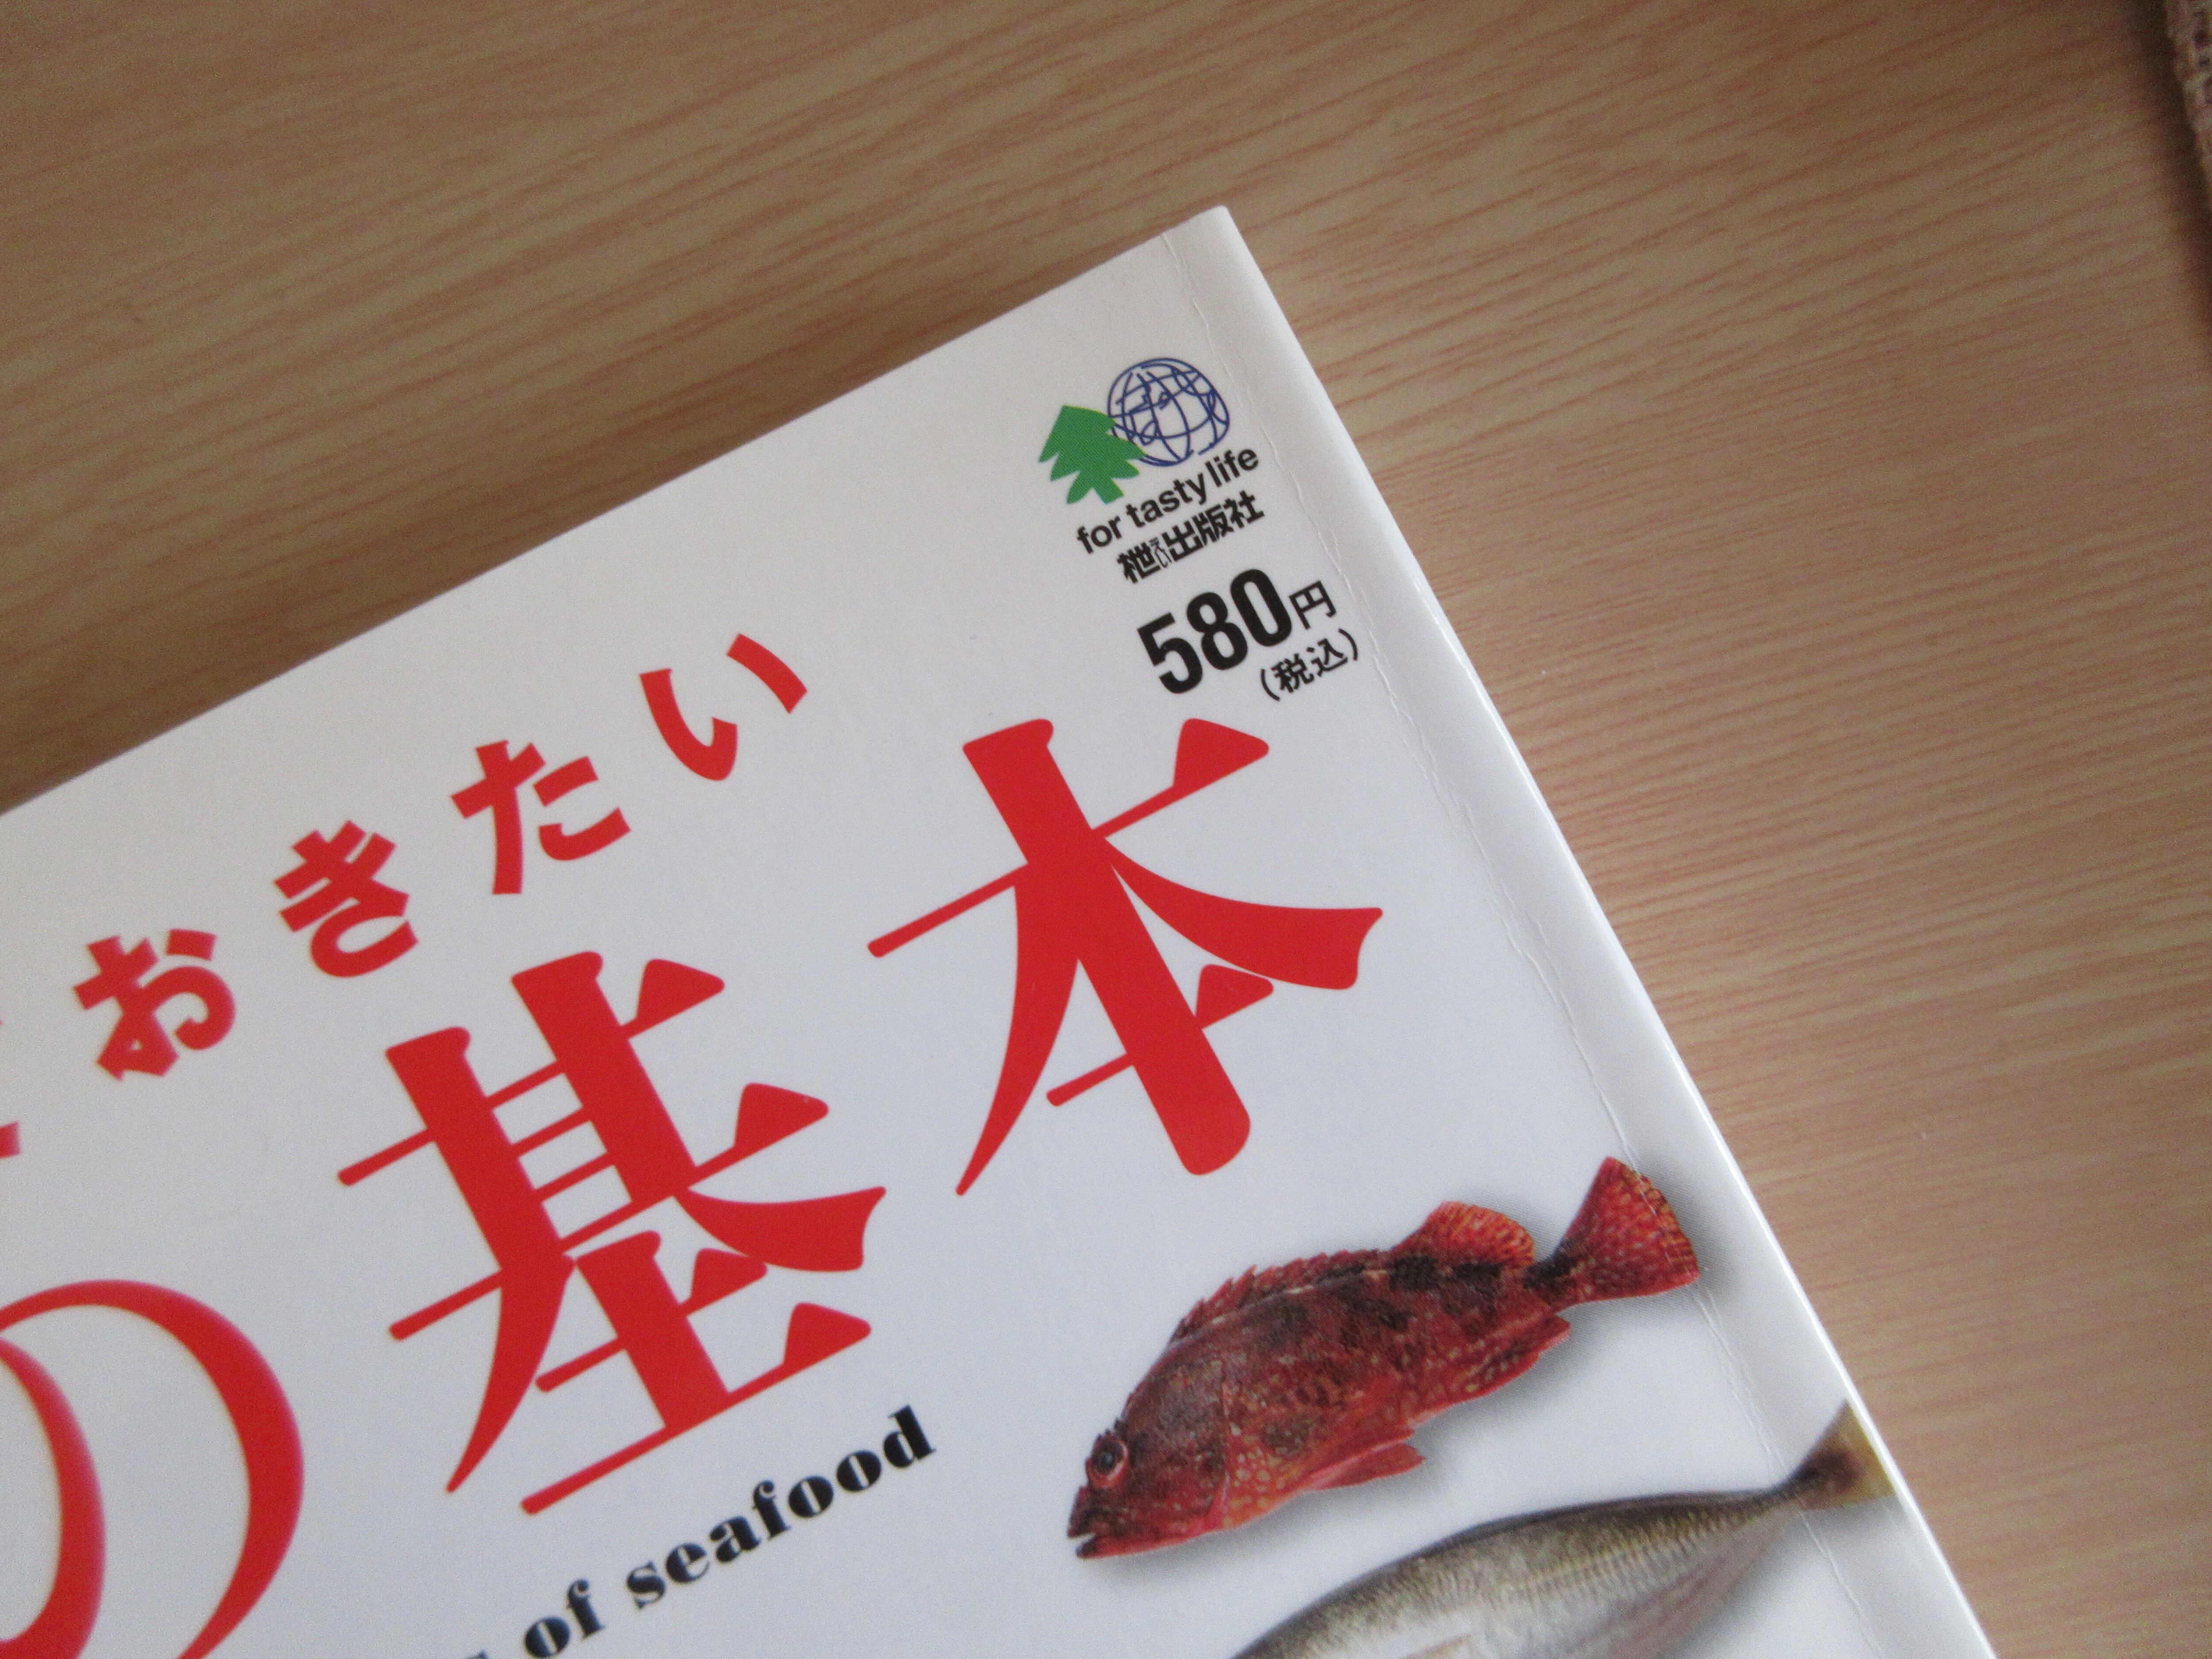 for tasty life
枻出版社
580円
(税込)
おきたい
の基本
of seafood